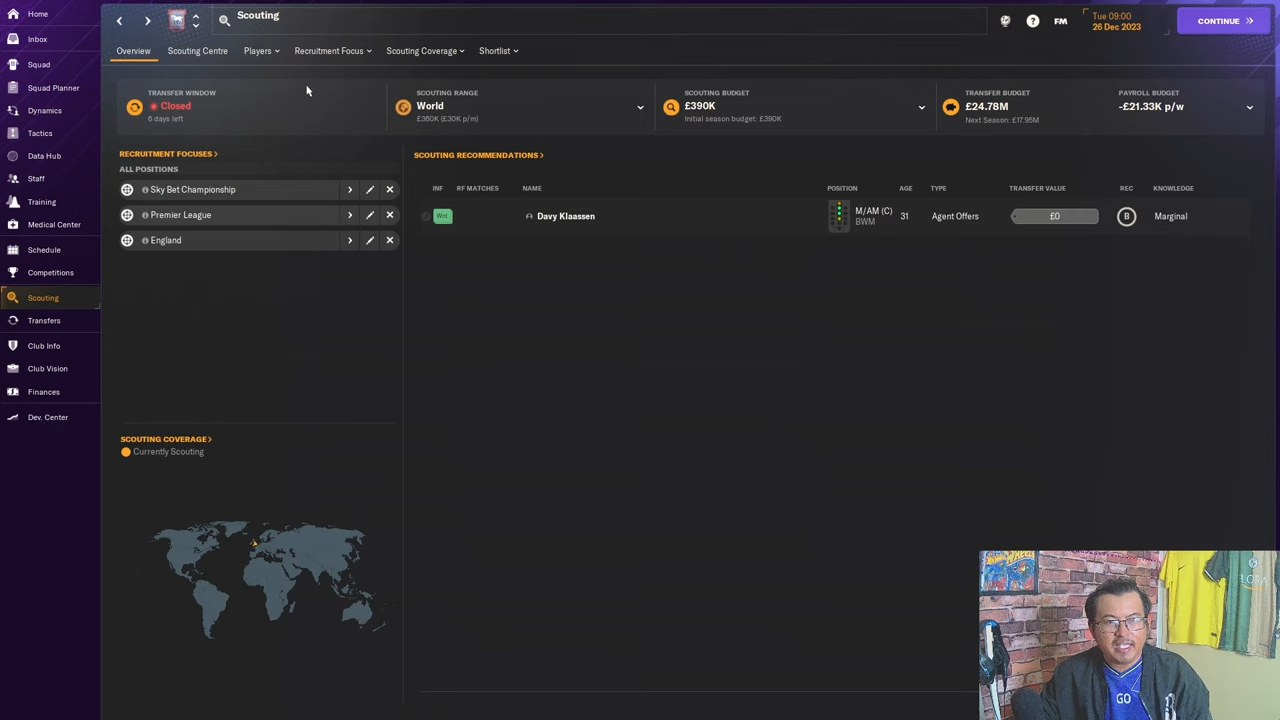 Home
Inbox
Squad
Squad Planner
Dynamics
Tactics
Data Hub
Staff
Training
Medical Center
Schedule
Competitions
Scouting
Transfers
Club Info
Club Vision
Finances
Dev. Center
Scouting
?
FM
Tue 09:00
26 Dec 2023
CONTINUE
Overview
Scouting Centre
Players
Recruitment Focus
Scouting Coverage
Shortlist
TRANSFER WINDOW
Closed
6 days left
SCOUTING RANGE
World
£360K (£30K p/m)
SCOUTING BUDGET
£390K
Initial season budget: £390K
TRANSFER BUDGET
£24.78M
Next Season: £17.95M
PAYROLL BUDGET
-£21.33K p/w
RECRUITMENT FOCUSES
ALL POSITIONS
Sky Bet Championship
Premier League
England
SCOUTING COVERAGE
Currently Scouting
SCOUTING RECOMMENDATIONS
INF
RF MATCHES
NAME
POSITION
AGE
TYPE
TRANSFER VALUE
REC
KNOWLEDGE
Wnt
Davy Klaassen
M/AM (C)
BWM
31
Agent Offers
£0
B
Marginal
GO